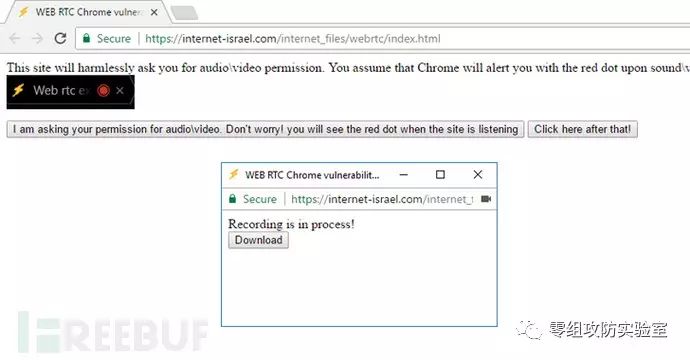 WEB RTC Chrome vulnera
Secure https://internet-israel.com/internet_files/webrtc/index.html
This site will harmlessly ask you for audio\video permission. You assume that Chrome will alert you with the red dot upon sound\v
Web rtc ex
I am asking your permission for audio\video. Don't worry! you will see the red dot when the site is listening Click here after that!
WEB RTC Chrome vulnerabilit...
Secure https://internet-israel.com/internet_f
Recording is in process!
Download
FREEBUF
零组攻防实验室